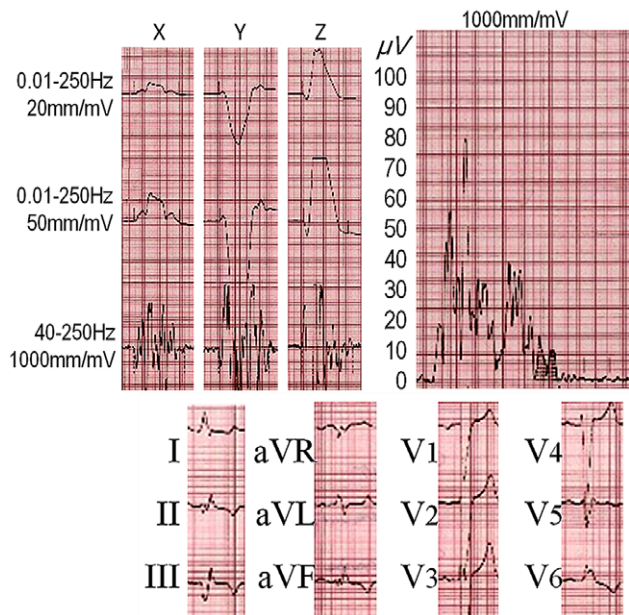 X Y Z
0.01-250Hz
20mm/mV
0.01-250Hz
50mm/mV
40-250Hz
1000mm/mV
1000mm/mV
µV
100
90
80
70
60
50
40
30
20
10
0
I aVR V1 V4
II aVL V2 V5
III aVF V3 V6